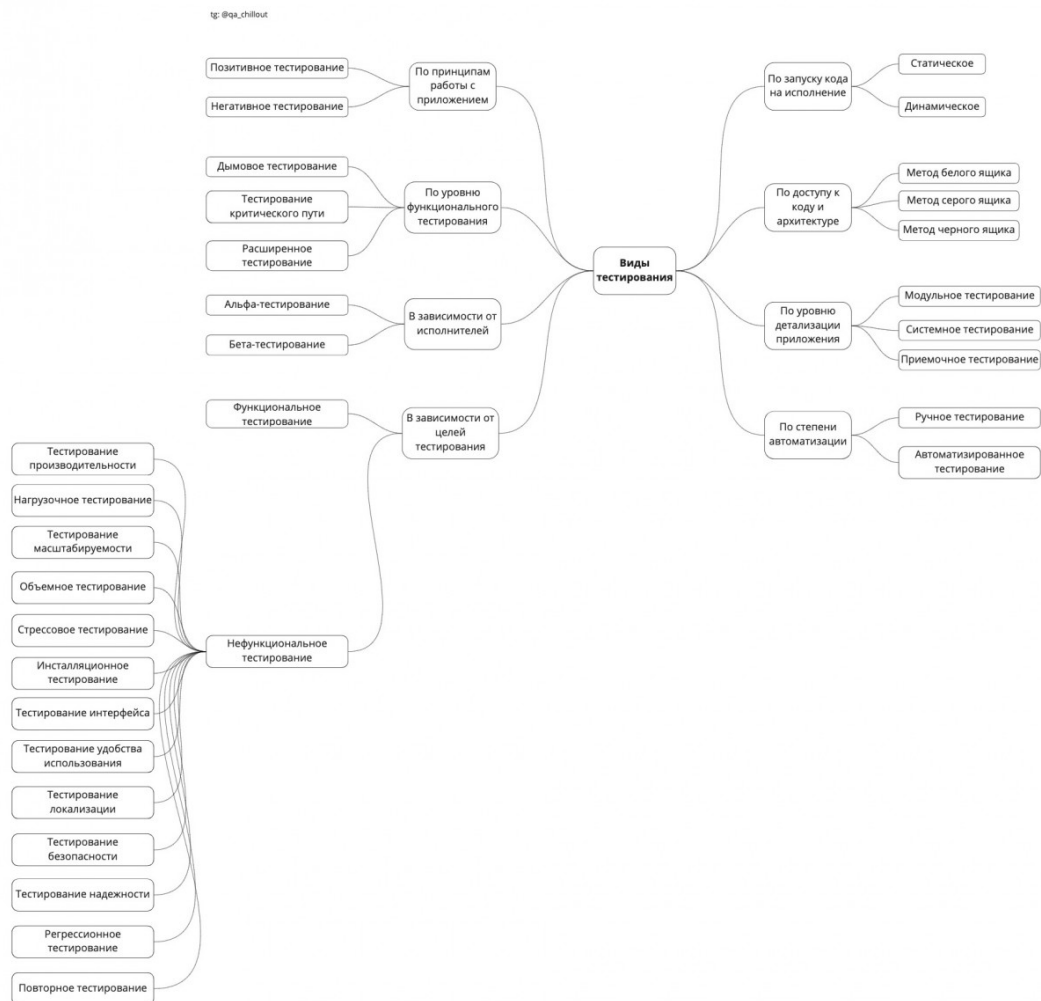 tg: @qa_chillout
Позитивное тестирование
Негативное тестирование
По принципам
работы с
приложением
Дымовое тестирование
Тестирование
критического пути
Расширенное
тестирование
По уровню
функционального
тестирования
Альфа-тестирование
Бета-тестирование
В зависимости от
исполнителей
Функциональное
тестирование
В зависимости от
целей
тестирования
Нефункциональное
тестирование
Тестирование
производительности
Нагрузочное тестирование
Тестирование
масштабируемости
Объемное тестирование
Стрессовое тестирование
Инсталляционное
тестирование
Тестирование интерфейса
Тестирование удобства
использования
Тестирование
локализации
Тестирование
безопасности
Тестирование надежности
Регрессионное
тестирование
Повторное тестирование
Виды
тестирования
По запуску кода
на исполнение
Статическое
Динамическое
По доступу к
коду и
архитектуре
Метод белого ящика
Метод серого ящика
Метод черного ящика
По уровню
детализации
приложения
Модульное тестирование
Системное тестирование
Приемочное тестирование
По степени
автоматизации
Ручное тестирование
Автоматизированное
тестирование